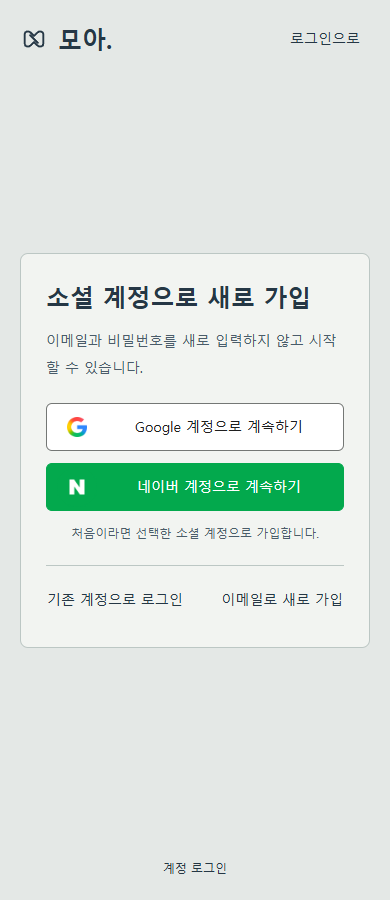 모아.
로그인으로
소셜 계정으로 새로 가입
이메일과 비밀번호를 새로 입력하지 않고 시작
할 수 있습니다.
Google 계정으로 계속하기
네이버 계정으로 계속하기
처음이라면 선택한 소셜 계정으로 가입합니다.
기존 계정으로 로그인
이메일로 새로 가입
계정 로그인